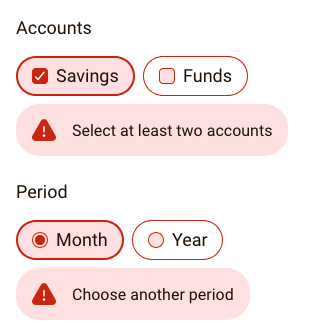 Accounts
Savings
Funds
Select at least two accounts
Period
Month
Year
Choose another period